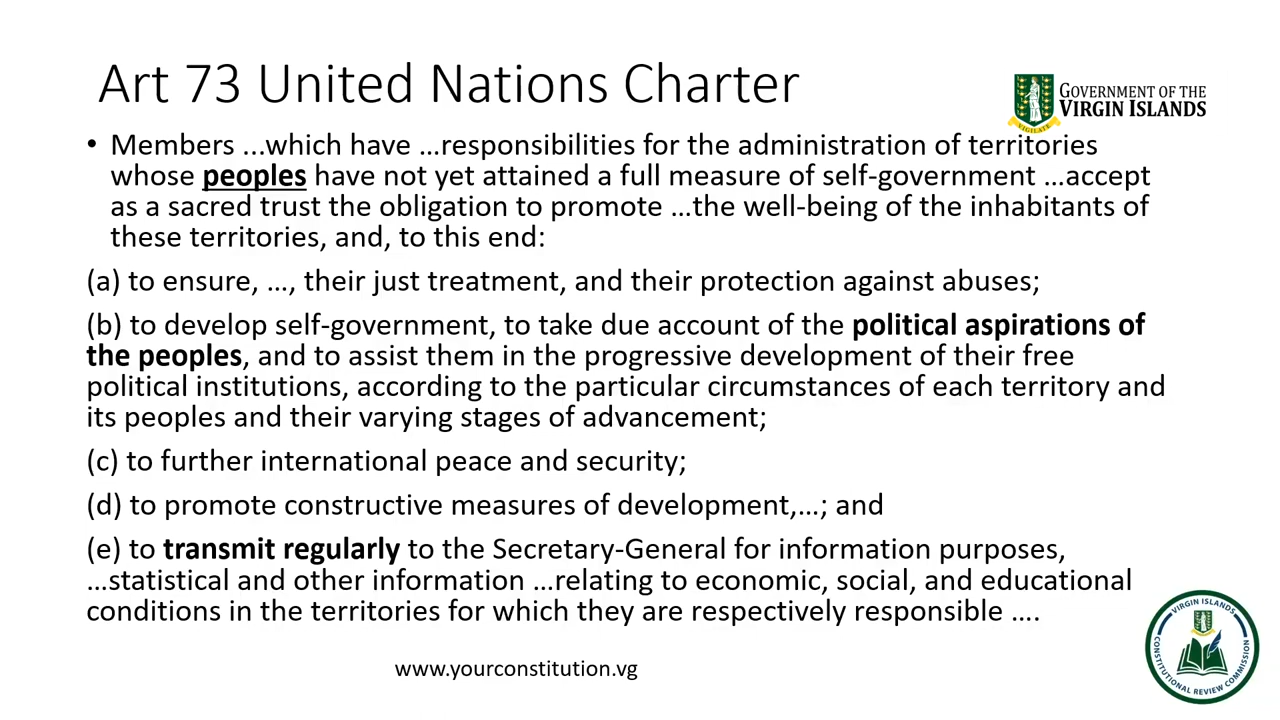 Art 73 United Nations Charter
GOVERNMENT OF THE
VIRGIN ISLANDS
VIGILATE
• Members ...which have ...responsibilities for the administration of territories
whose peoples have not yet attained a full measure of self-government ...accept
as a sacred trust the obligation to promote ...the well-being of the inhabitants of
these territories, and, to this end:
(a) to ensure, ..., their just treatment, and their protection against abuses;
(b) to develop self-government, to take due account of the political aspirations of
the peoples, and to assist them in the progressive development of their free
political institutions, according to the particular circumstances of each territory and
its peoples and their varying stages of advancement;
(c) to further international peace and security;
(d) to promote constructive measures of development,...; and
(e) to transmit regularly to the Secretary-General for information purposes,
...statistical and other information ...relating to economic, social, and educational
conditions in the territories for which they are respectively responsible ....
www.yourconstitution.vg
VIRGIN ISLANDS
CONSTITUTIONAL REVIEW COMMISSION